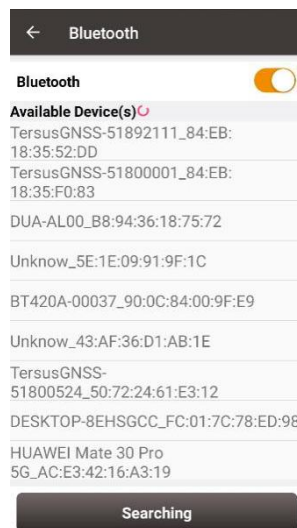 Bluetooth
Bluetooth
Available Device(s)
TersusGNSS-51892111_84:EB:
18:35:52:DD
TersusGNSS-51800001_84:EB:
18:35:F0:83
DUA-AL00_B8:94:36:18:75:72
Unknow_5E:1E:09:91:9F:1C
BT420A-00037_90:0C:84:00:9F:E9
Unknow_43:AF:36:D1:AB:1E
TersusGNSS-
51800524_50:72:24:61:E3:12
DESKTOP-8EHSGCC_FC:01:7C:78:ED:98
HUAWEI Mate 30 Pro
5G_AC:E3:42:16:A3:19
Searching